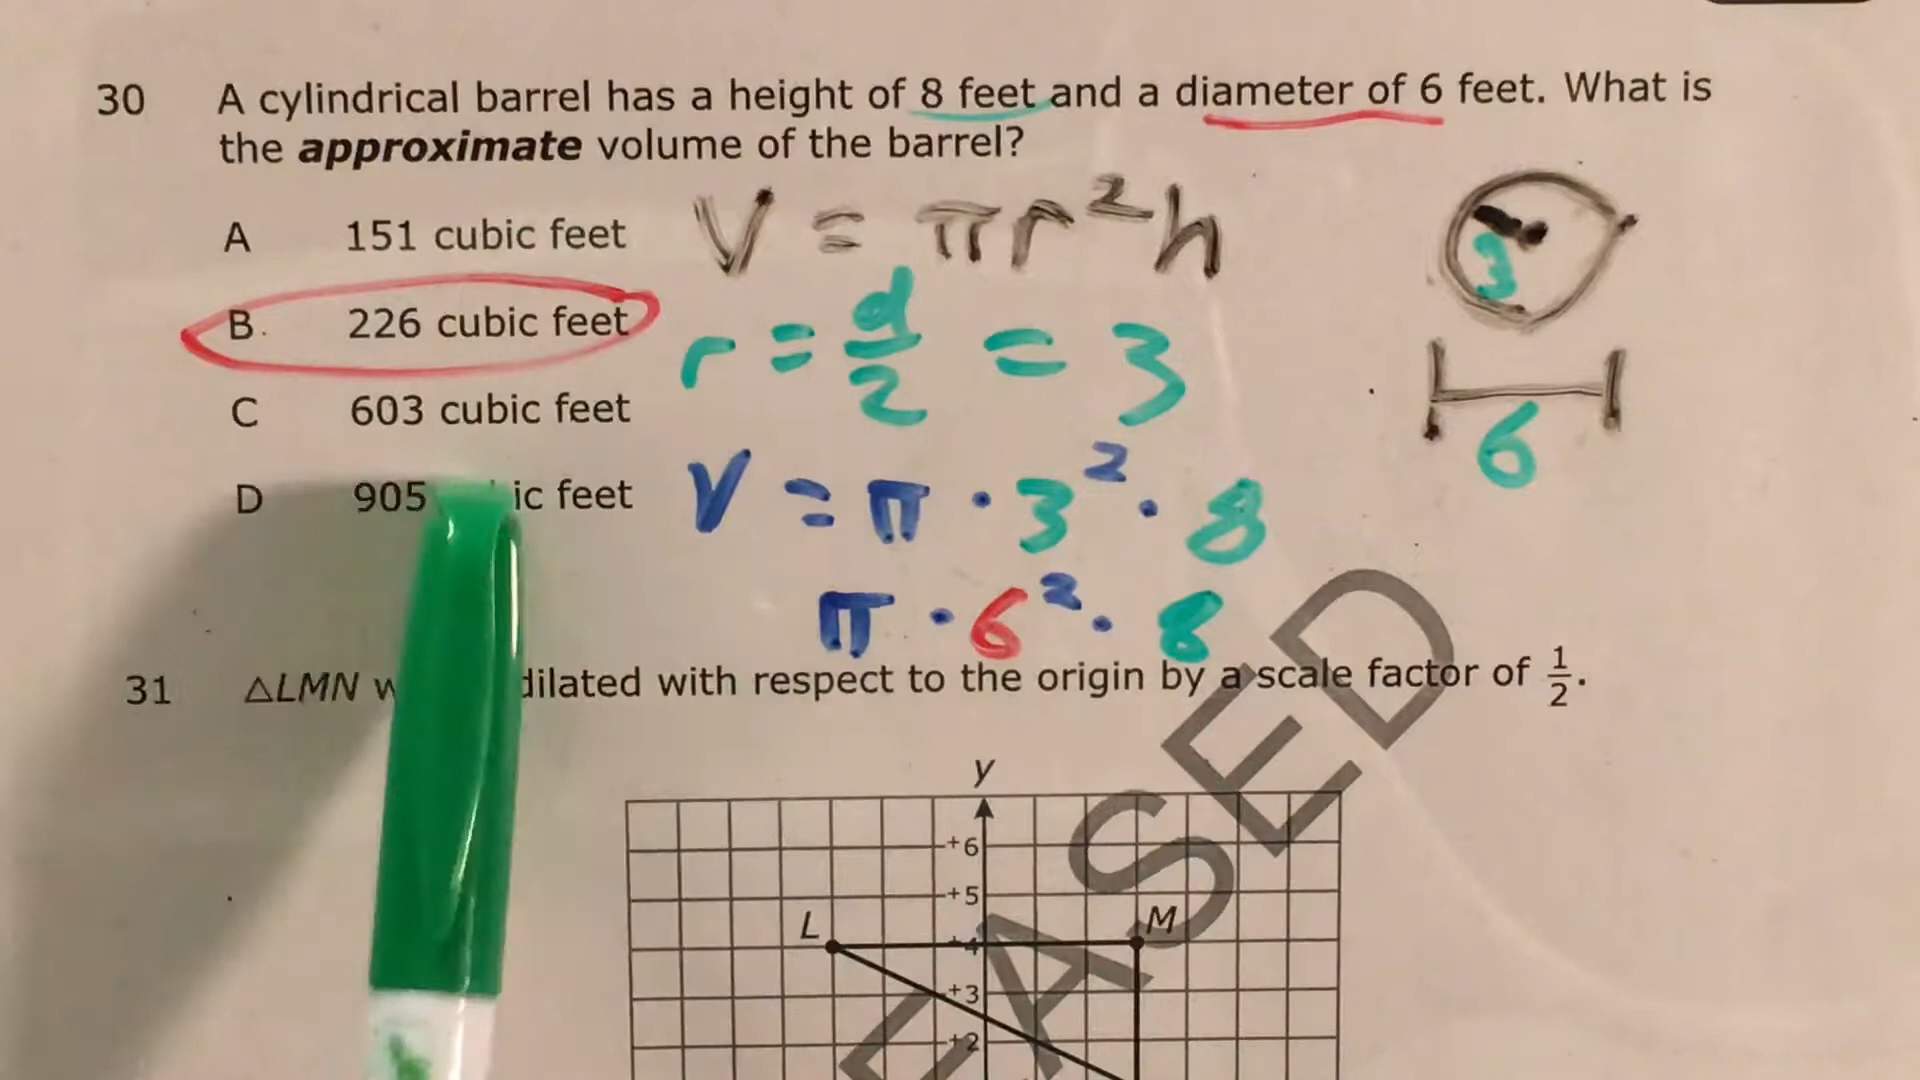 30 A cylindrical barrel has a height of 8 feet and a diameter of 6 feet. What is
the approximate volume of the barrel?
A 151 cubic feet
V = πr²h
B. 226 cubic feet
r = d/2 = 3
3
C 603 cubic feet
6
D 905 ic feet
V = π · 3² · 8
π · 6² · 8
31 △LMN w dilated with respect to the origin by a scale factor of 1/2.
y
+6
+5
L M
+4
+3
+2
EASED